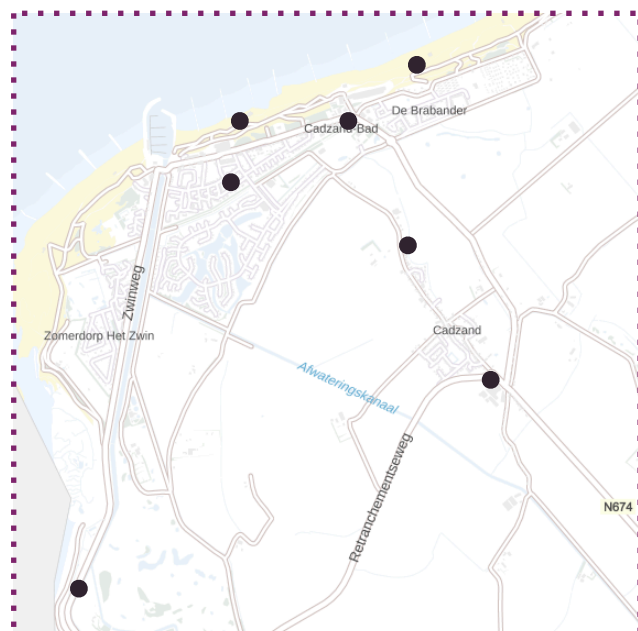 De Brabander
Cadzand-Bad
Zwinweg
Zomerdorp Het Zwin
Cadzand
Afwateringskanaal
Retranchementseweg
N674